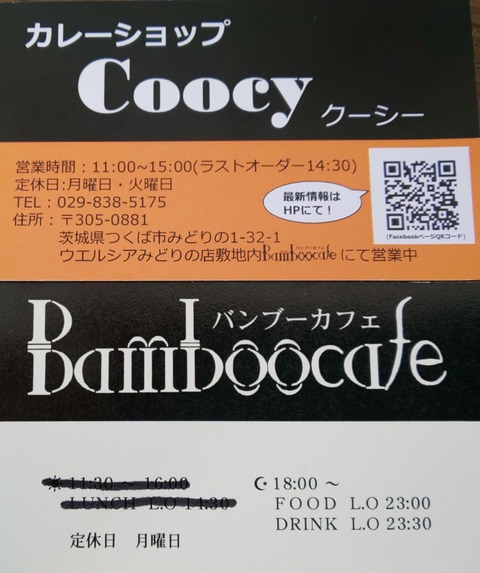 カレーショップ
Coocy クーシー
営業時間：11:00~15:00(ラストオーダー14:30)
定休日:月曜日・火曜日
TEL：029-838-5175
住所：〒305-0881
茨城県つくば市みどりの1-32-1
ウエルシアみどりの店敷地内Bamboocafeにて営業中
バンブーカフェ
最新情報は
HPにて！
(FacebookページQRコード)
バンブーカフェ
Bamboocafe
☀11:30 〜 16:00
LUNCH L.O 14:30
定休日 月曜日
☪18:00 〜
FOOD L.O 23:00
DRINK L.O 23:30